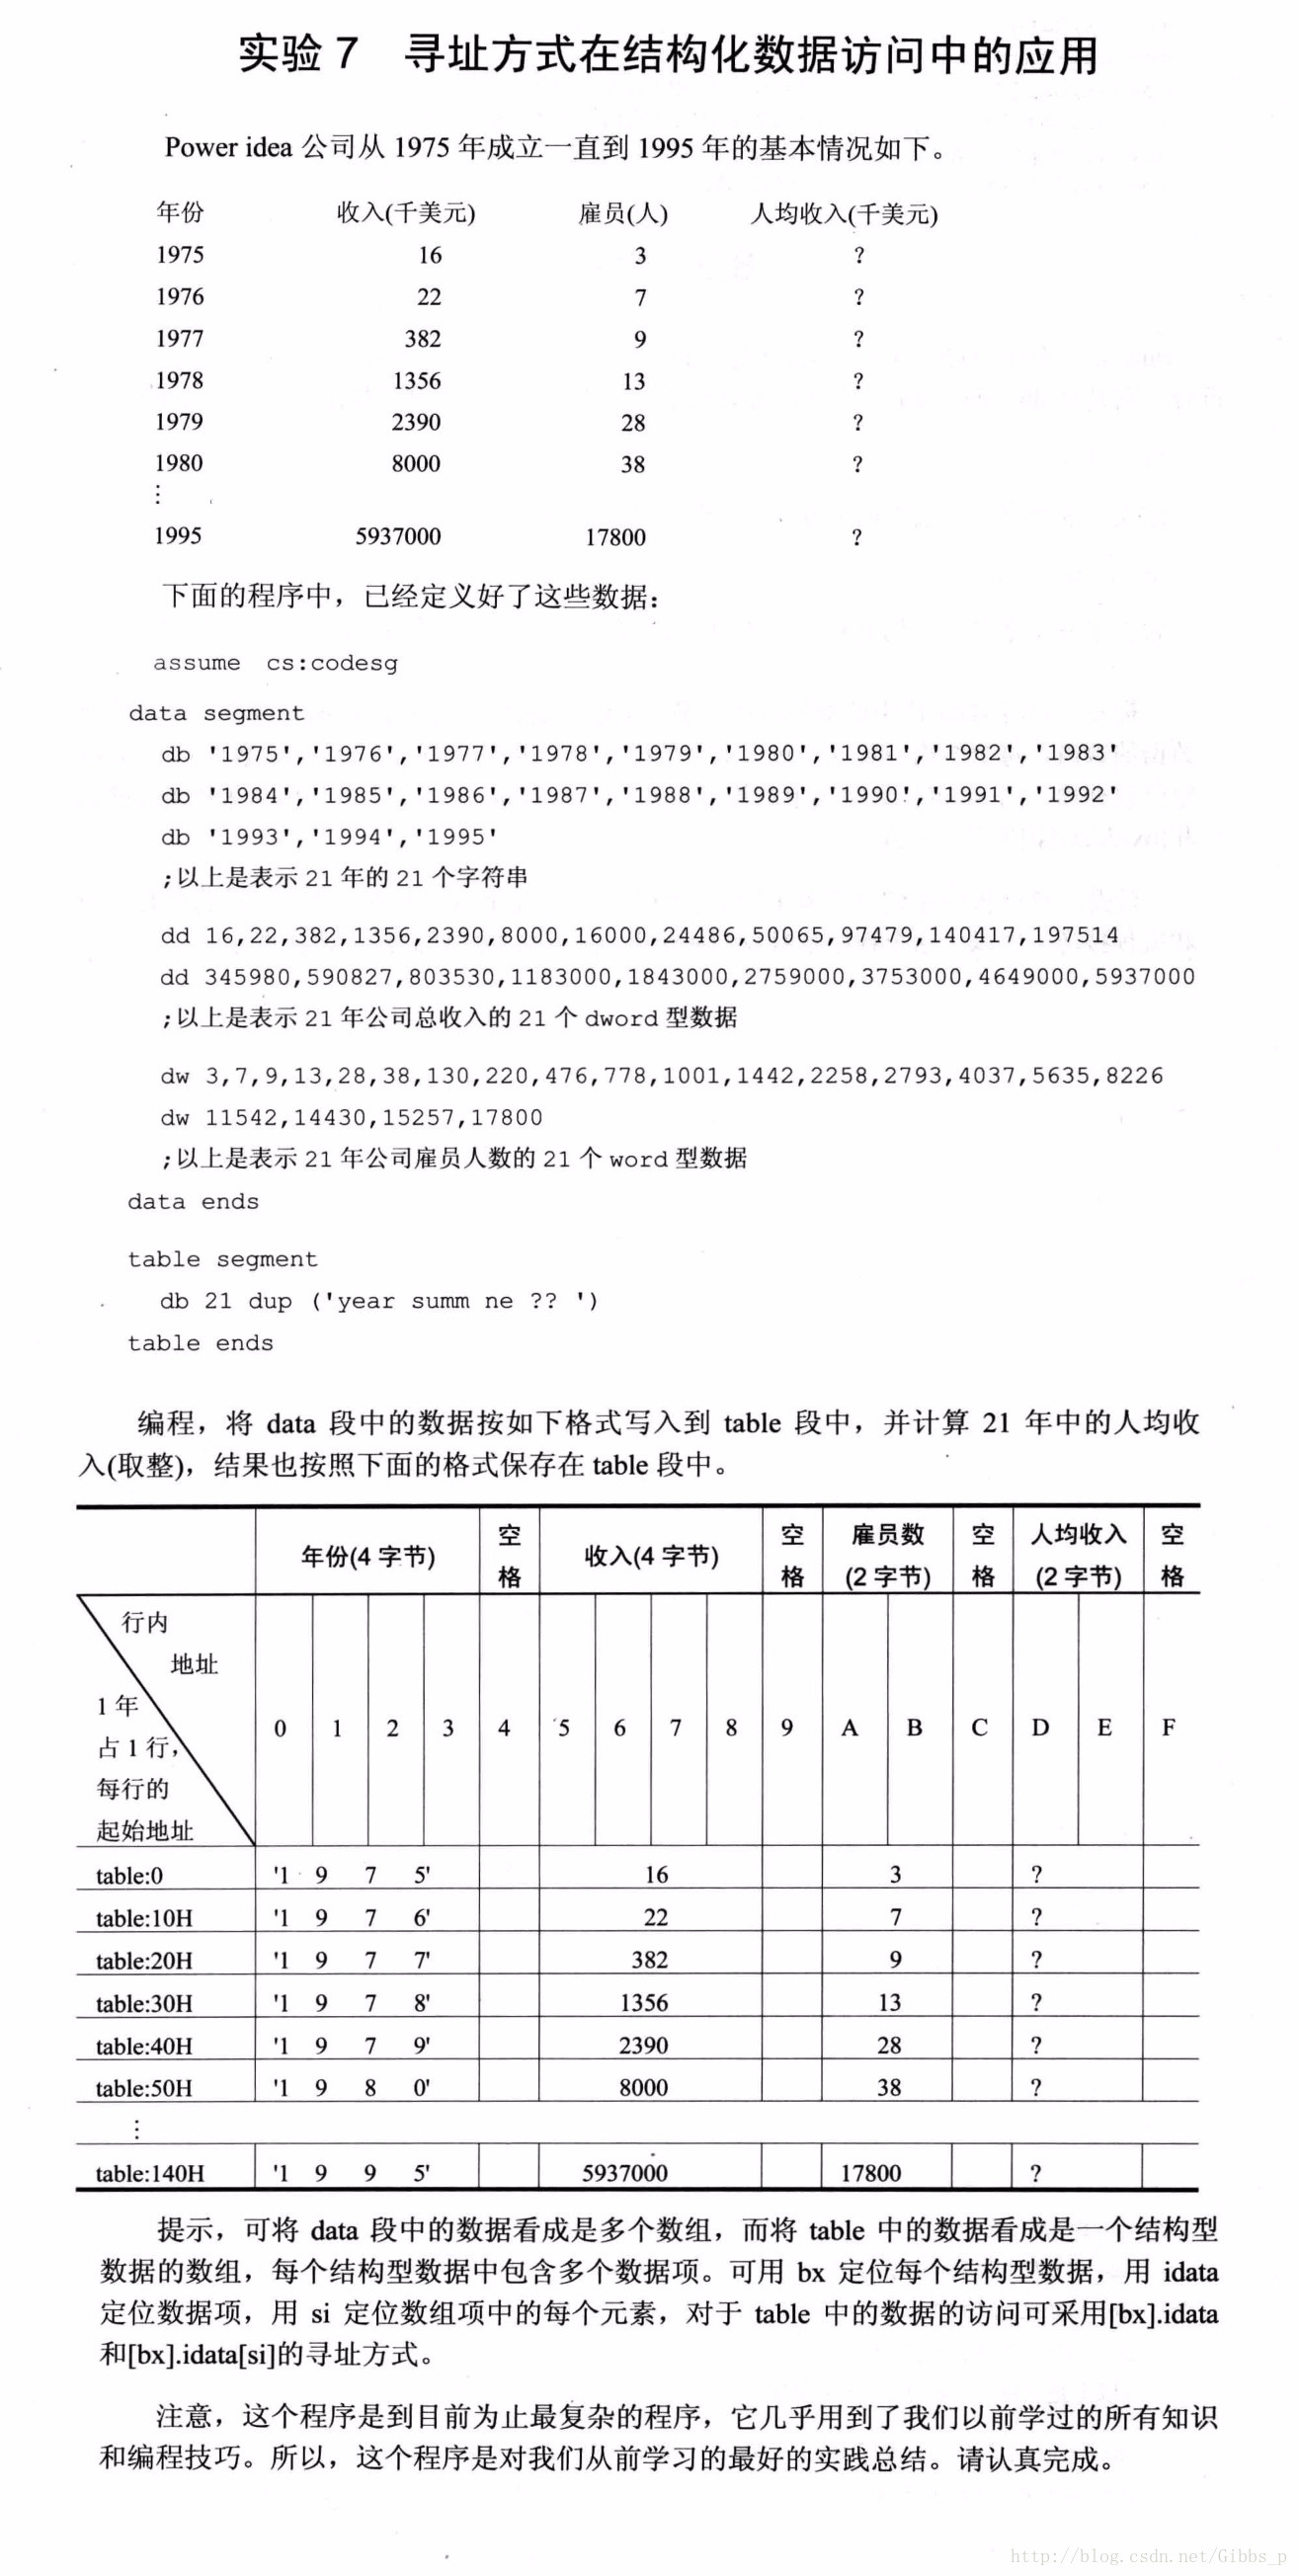 实验 7 寻址方式在结构化数据访问中的应用
Power idea 公司从 1975 年成立一直到 1995 年的基本情况如下。
年份 收入(千美元) 雇员(人) 人均收入(千美元)
1975 16 3 ?
1976 22 7 ?
1977 382 9 ?
1978 1356 13 ?
1979 2390 28 ?
1980 8000 38 ?
⋮
1995 5937000 17800 ?
下面的程序中，已经定义好了这些数据：
assume cs:codesg
data segment
db '1975','1976','1977','1978','1979','1980','1981','1982','1983'
db '1984','1985','1986','1987','1988','1989','1990','1991','1992'
db '1993','1994','1995'
;以上是表示 21 年的 21 个字符串
dd 16,22,382,1356,2390,8000,16000,24486,50065,97479,140417,197514
dd 345980,590827,803530,1183000,1843000,2759000,3753000,4649000,5937000
;以上是表示 21 年公司总收入的 21 个 dword 型数据
dw 3,7,9,13,28,38,130,220,476,778,1001,1442,2258,2793,4037,5635,8226
dw 11542,14430,15257,17800
;以上是表示 21 年公司雇员人数的 21 个 word 型数据
data ends
table segment
db 21 dup ('year summ ne ?? ')
table ends
编程，将 data 段中的数据按如下格式写入到 table 段中，并计算 21 年中的人均收
入(取整)，结果也按照下面的格式保存在 table 段中。
年份(4 字节) 空格 收入(4 字节) 空格 雇员数(2 字节) 空格 人均收入(2 字节) 空格
行内
地址
1 年
占 1 行，
每行的
起始地址
0 1 2 3 4 5 6 7 8 9 A B C D E F
table:0 '1 9 7 5' 16 3 ?
table:10H '1 9 7 6' 22 7 ?
table:20H '1 9 7 7' 382 9 ?
table:30H '1 9 7 8' 1356 13 ?
table:40H '1 9 7 9' 2390 28 ?
table:50H '1 9 8 0' 8000 38 ?
⋮
table:140H '1 9 9 5' 5937000 17800 ?
提示，可将 data 段中的数据看成是多个数组，而将 table 中的数据看成是一个结构型
数据的数组，每个结构型数据中包含多个数据项。可用 bx 定位每个结构型数据，用 idata
定位数据项，用 si 定位数组项中的每个元素，对于 table 中的数据的访问可采用[bx].idata
和[bx].idata[si]的寻址方式。
注意，这个程序是到目前为止最复杂的程序，它几乎用到了我们以前学过的所有知识
和编程技巧。所以，这个程序是对我们从前学习的最好的实践总结。请认真完成。
http://blog.csdn.net/Gibbs_p